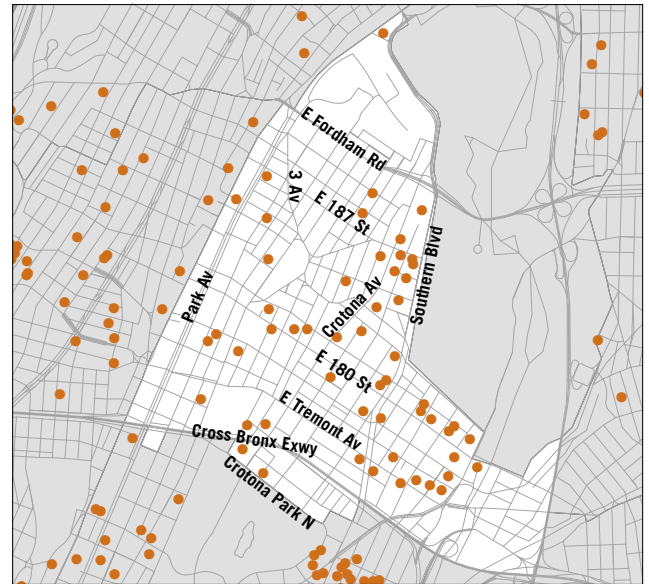 E Fordham Rd
3 Av
E 187 St
Southern Blvd
Park Av
Crotona Av
E 180 St
E Tremont Av
Cross Bronx Exwy
Crotona Park N